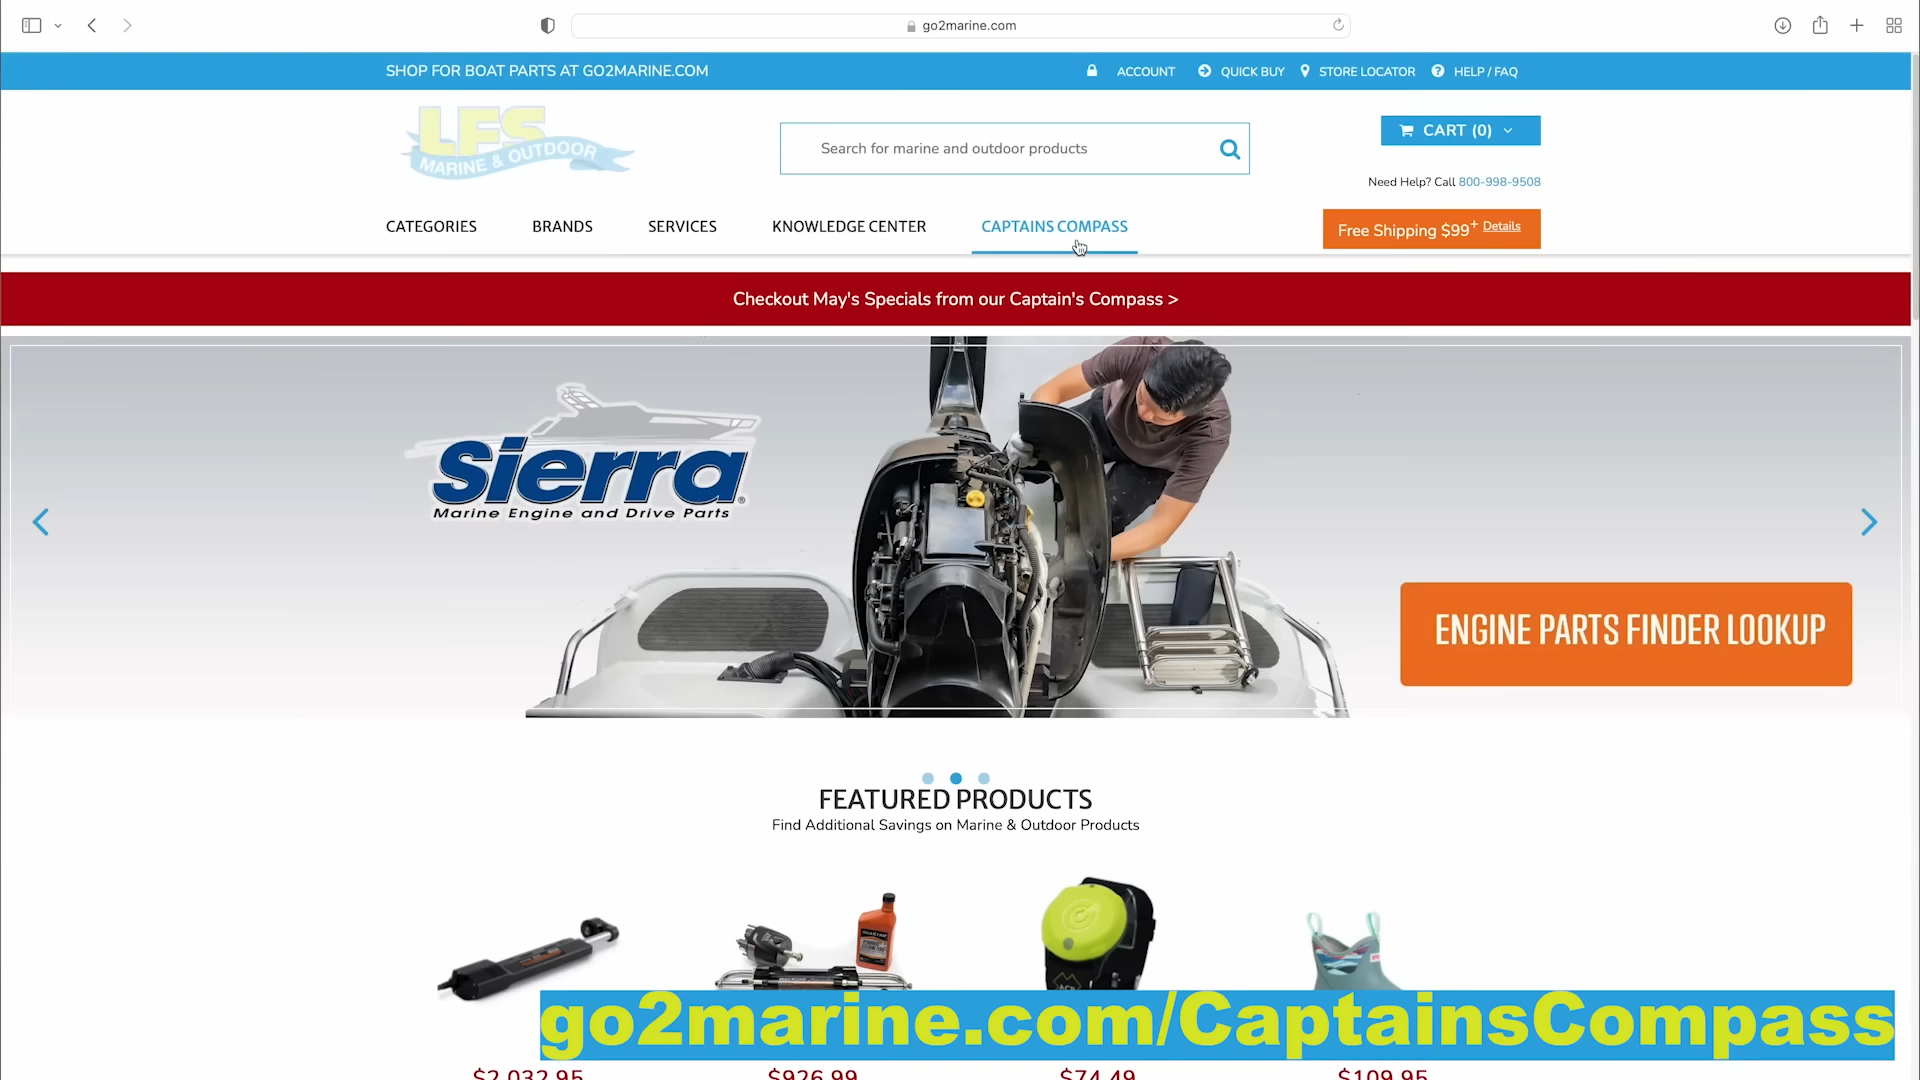 go2marine.com
SHOP FOR BOAT PARTS AT GO2MARINE.COM
ACCOUNT
QUICK BUY
STORE LOCATOR
HELP / FAQ
LFS
MARINE & OUTDOOR
Search for marine and outdoor products
CART (0)
Need Help? Call 800-998-9508
CATEGORIES
BRANDS
SERVICES
KNOWLEDGE CENTER
CAPTAINS COMPASS
Free Shipping $99+ Details
Checkout May's Specials from our Captain's Compass >
Sierra®
Marine Engine and Drive Parts
ENGINE PARTS FINDER LOOKUP
FEATURED PRODUCTS
Find Additional Savings on Marine & Outdoor Products
SEASTAR
ACR
go2marine.com/CaptainsCompass
$2,032.95
$926.99
$74.49
$109.95